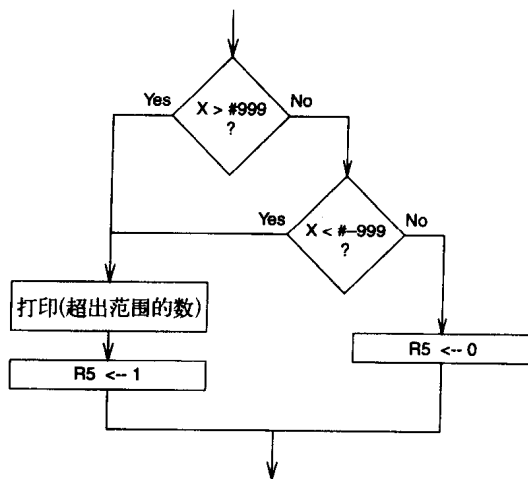 Yes
X > #999
?
No
Yes
X < #–999
?
No
打印(超出范围的数)
R5 <-- 1
R5 <-- 0